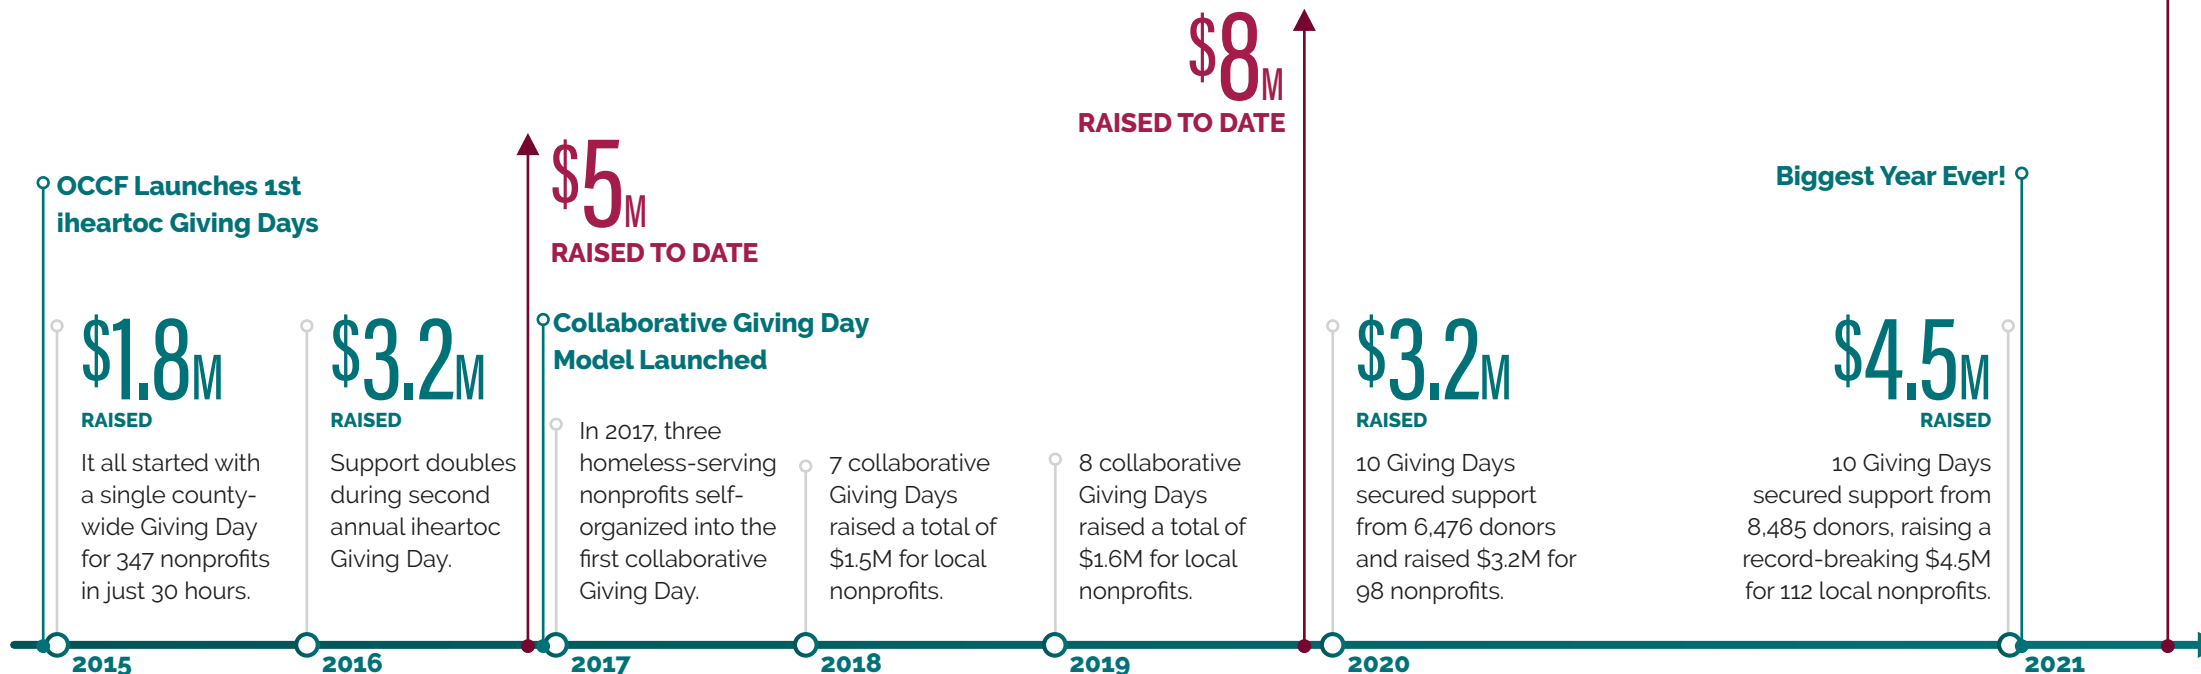 OCCF Launches 1st
iheartoc Giving Days
$1.8M
RAISED
It all started with
a single county-
wide Giving Day
for 347 nonprofits
in just 30 hours.
2015
$3.2M
RAISED
Support doubles
during second
annual iheartoc
Giving Day.
2016
$5M
RAISED TO DATE
Collaborative Giving Day
Model Launched
In 2017, three
homeless-serving
nonprofits self-
organized into the
first collaborative
Giving Day.
2017
7 collaborative
Giving Days
raised a total of
$1.5M for local
nonprofits.
2018
8 collaborative
Giving Days
raised a total of
$1.6M for local
nonprofits.
2019
$8M
RAISED TO DATE
$3.2M
RAISED
10 Giving Days
secured support
from 6,476 donors
and raised $3.2M for
98 nonprofits.
2020
Biggest Year Ever!
$4.5M
RAISED
10 Giving Days
secured support from
8,485 donors, raising a
record-breaking $4.5M
for 112 local nonprofits.
2021